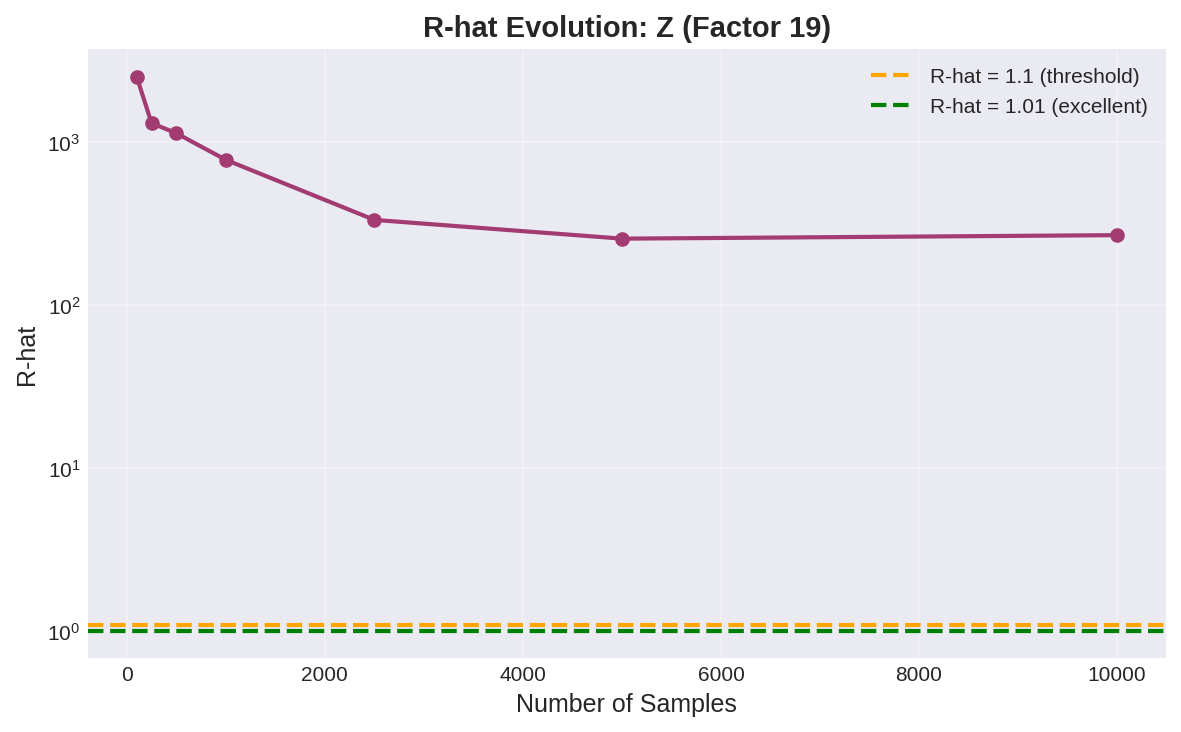 R-hat Evolution: Z (Factor 19)
R-hat = 1.1 (threshold)
R-hat = 1.01 (excellent)
10³
10²
10¹
10⁰
R-hat
0 2000 4000 6000 8000 10000
Number of Samples